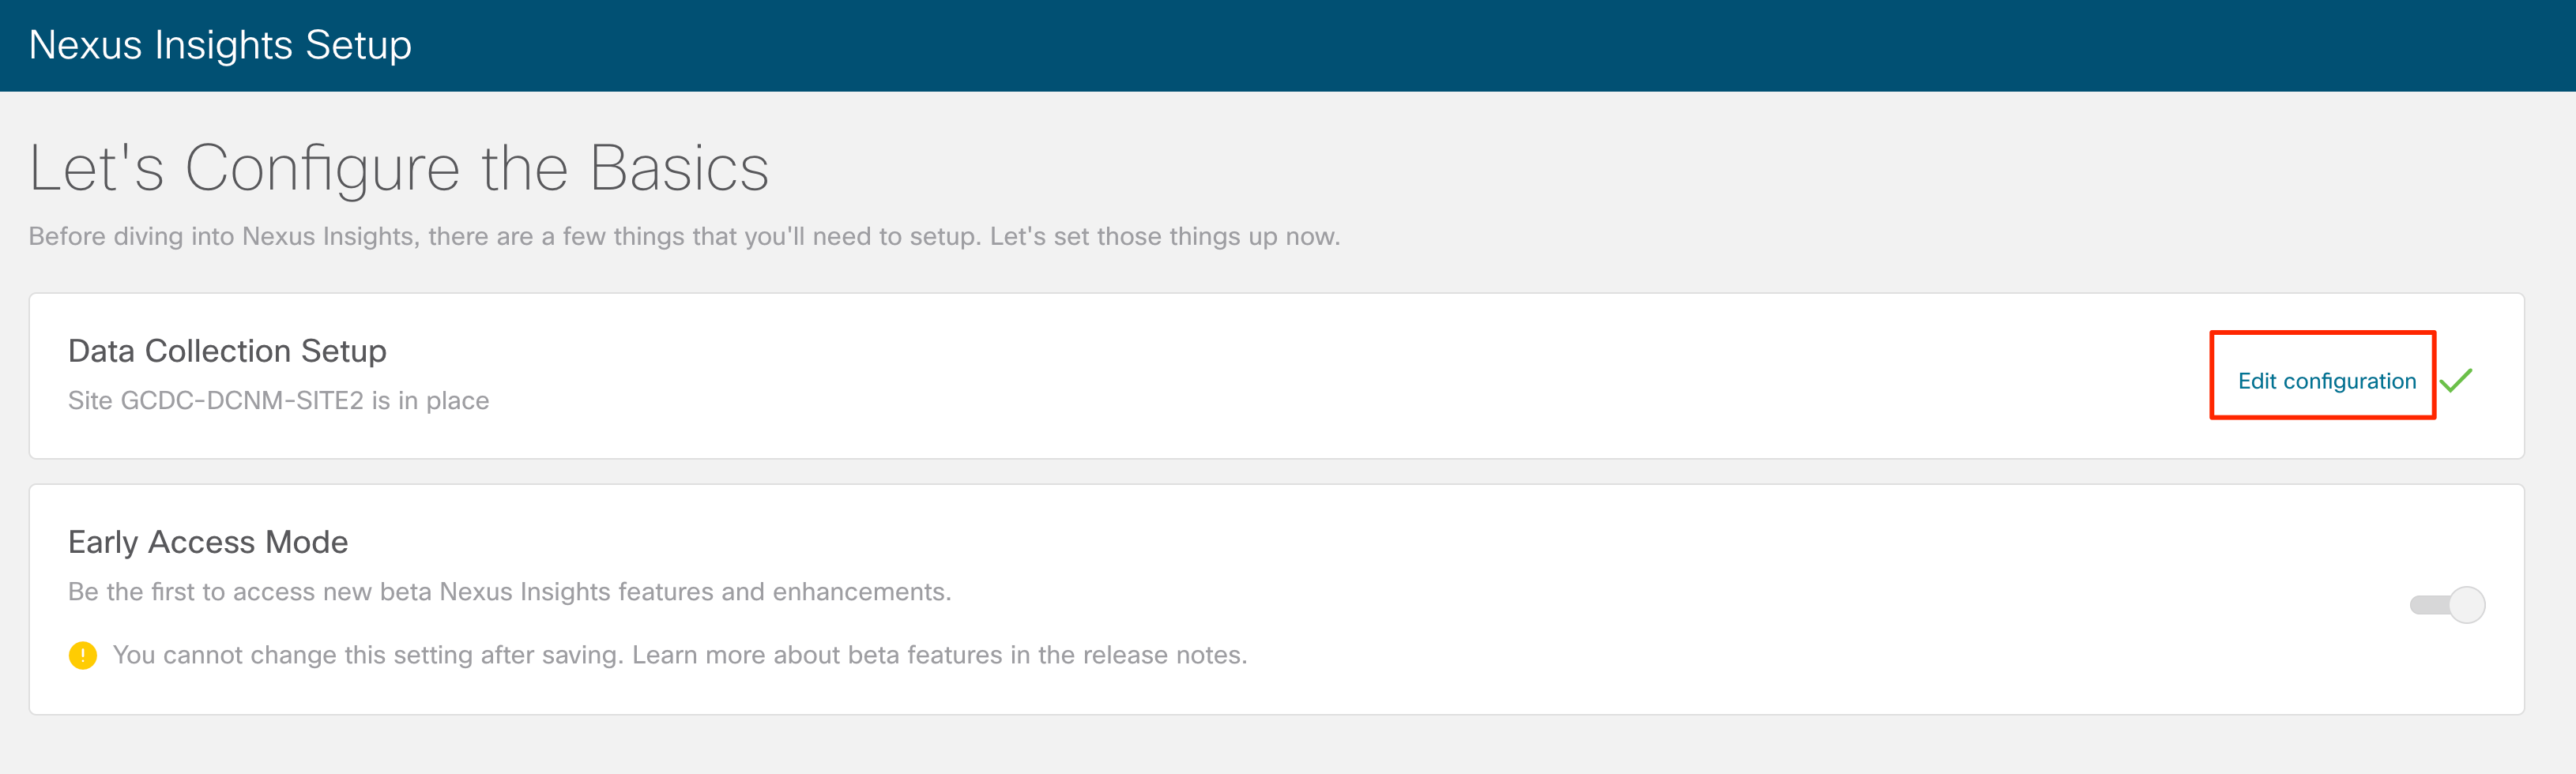 Nexus Insights Setup
Let's Configure the Basics
Before diving into Nexus Insights, there are a few things that you'll need to setup. Let's set those things up now.
Data Collection Setup
Site GCDC-DCNM-SITE2 is in place
Edit configuration
Early Access Mode
Be the first to access new beta Nexus Insights features and enhancements.
You cannot change this setting after saving. Learn more about beta features in the release notes.